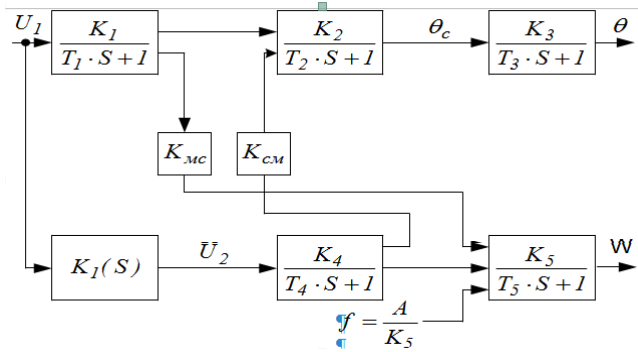 U₁
K₁ / (T₁ · S + 1)
K₂ / (T₂ · S + 1)
θc
K₃ / (T₃ · S + 1)
θ
Kмс
Kсм
K₁(S)
Ū₂
K₄ / (T₄ · S + 1)
K₅ / (T₅ · S + 1)
W
¶f = A / K₅
¶